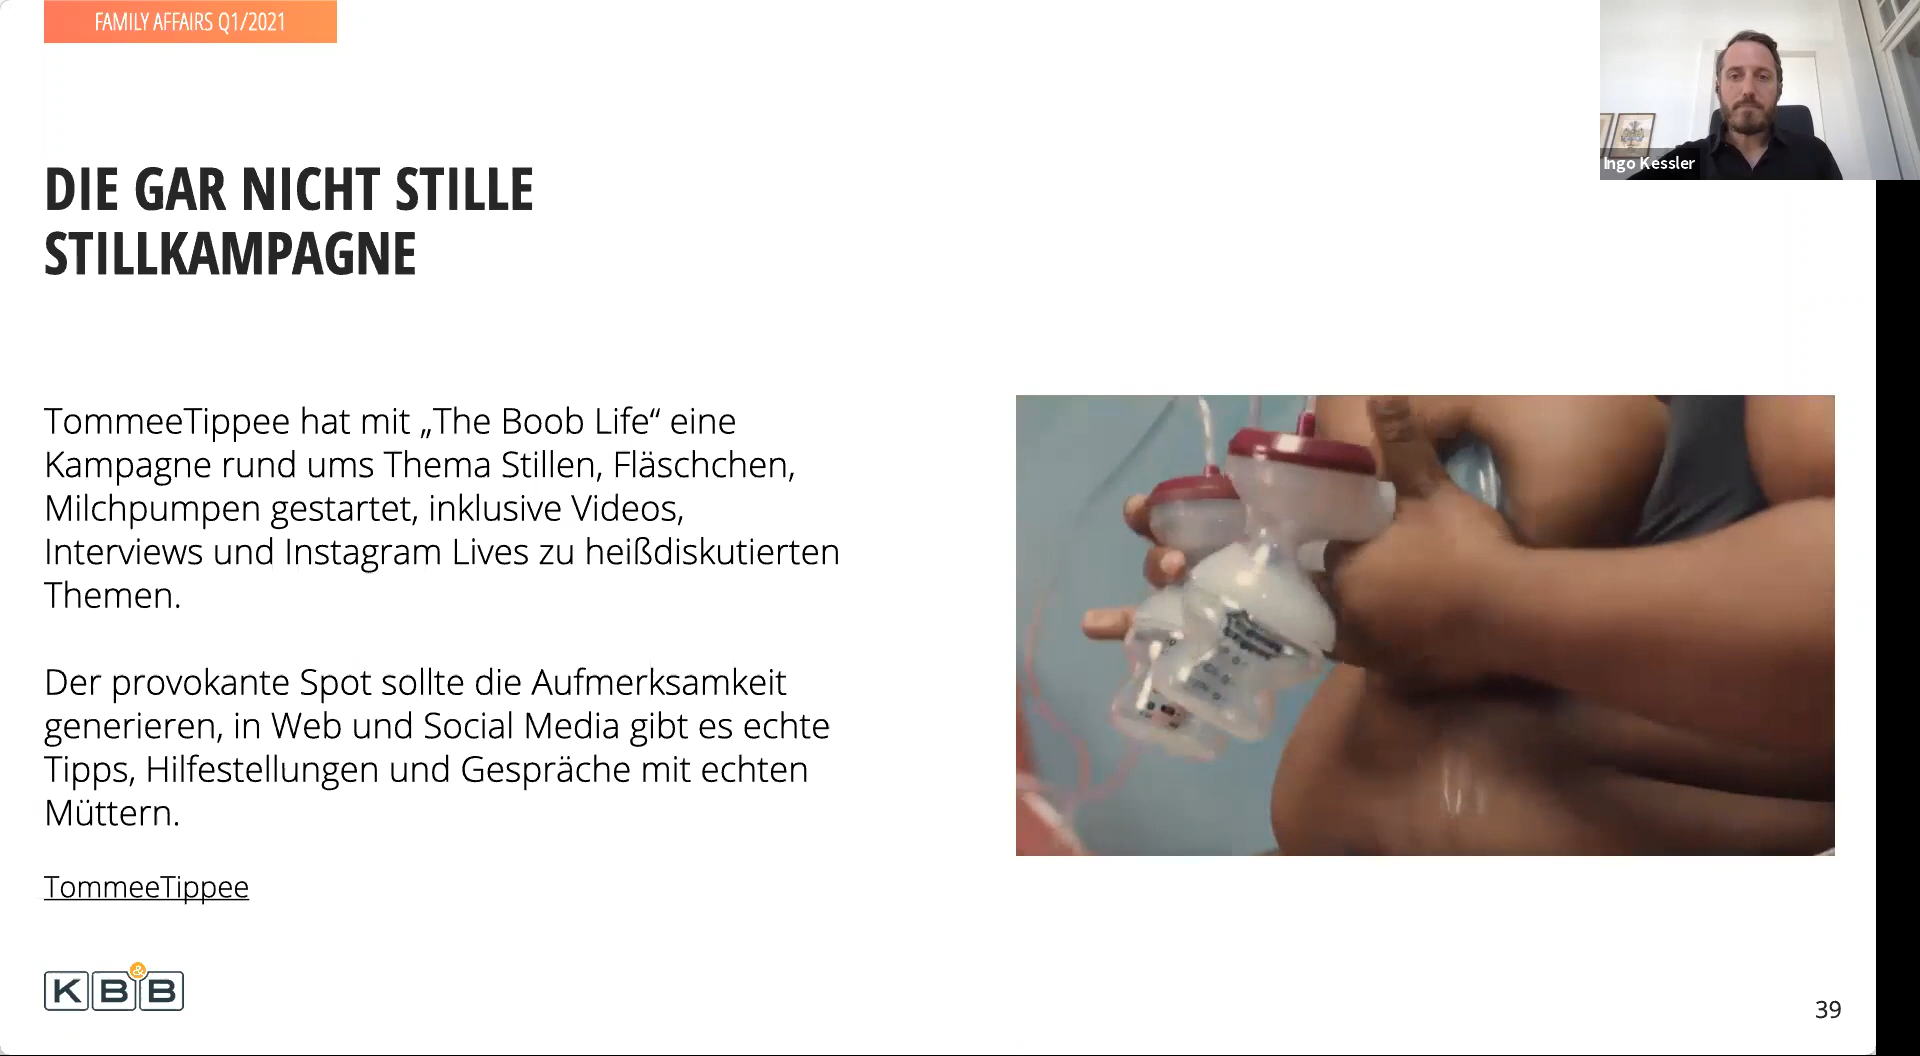 FAMILY AFFAIRS Q1/2021
Ingo Kessler
DIE GAR NICHT STILLE
STILLKAMPAGNE
TommeeTippee hat mit „The Boob Life“ eine
Kampagne rund ums Thema Stillen, Fläschchen,
Milchpumpen gestartet, inklusive Videos,
Interviews und Instagram Lives zu heißdiskutierten
Themen.
Der provokante Spot sollte die Aufmerksamkeit
generieren, in Web und Social Media gibt es echte
Tipps, Hilfestellungen und Gespräche mit echten
Müttern.
TommeeTippee
KB&B
39